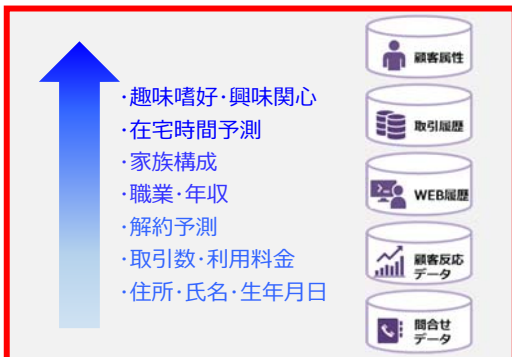 ・趣味嗜好・興味関心
・在宅時間予測
・家族構成
・職業・年収
・解約予測
・取引数・利用料金
・住所・氏名・生年月日
顧客属性
取引履歴
WEB履歴
顧客反応
データ
問合せ
データ